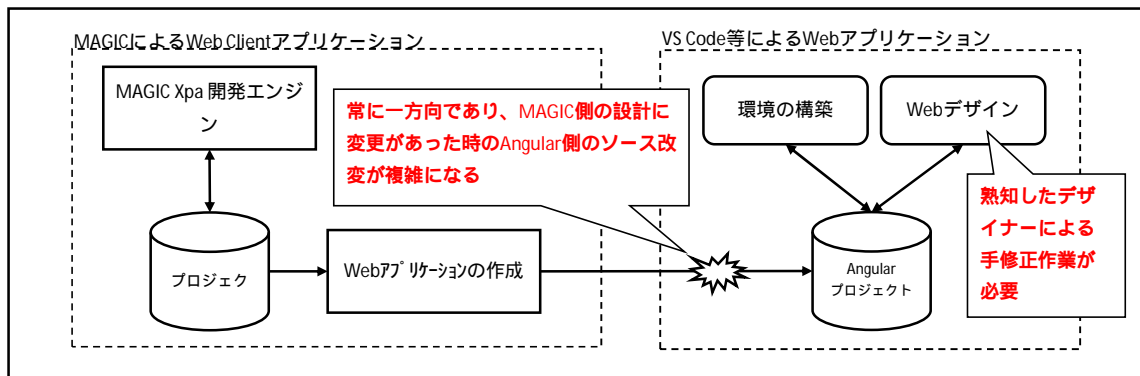 MAGICによるWeb Clientアプリケーション
VS Code等によるWebアプリケーション
MAGIC Xpa 開発エンジ
ン
常に一方向であり、MAGIC側の設計に
変更があった時のAngular側のソース改
変が複雑になる
環境の構築
Webデザイン
熟知したデザ
イナーによる
手修正作業が
必要
プロジェク
Webｱﾌﾟﾘｹｰｼｮﾝの作成
Angular
プロジェクト